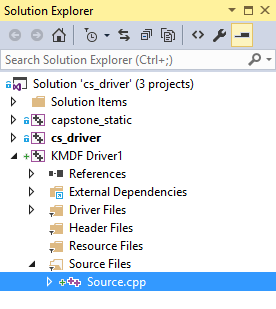 Solution Explorer
Search Solution Explorer (Ctrl+;)
Solution 'cs_driver' (3 projects)
Solution Items
capstone_static
cs_driver
KMDF Driver1
References
External Dependencies
Driver Files
Header Files
Resource Files
Source Files
Source.cpp